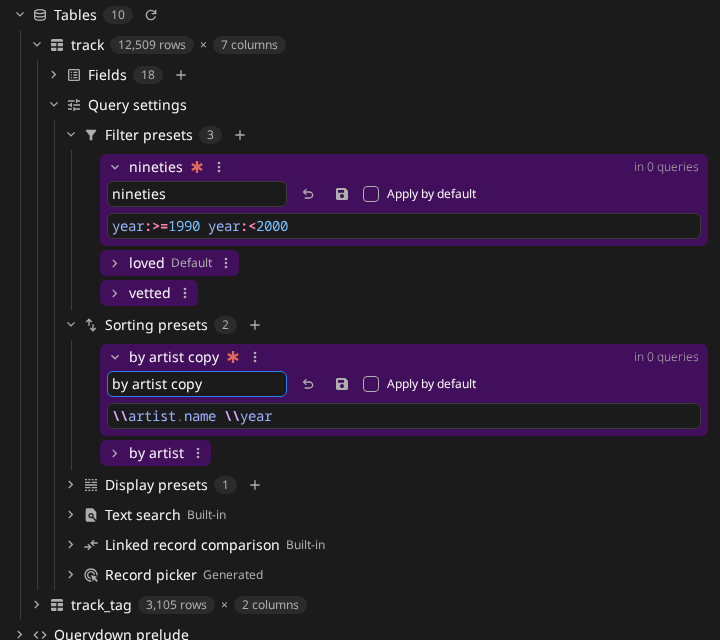 Tables 10
track 12,509 rows × 7 columns
Fields 18 +
Query settings
Filter presets 3 +
nineties * in 0 queries
nineties Apply by default
year:>=1990 year:<2000
loved Default
vetted
Sorting presets 2 +
by artist copy * in 0 queries
by artist copy Apply by default
\\artist.name \\year
by artist
Display presets 1 +
Text search Built-in
Linked record comparison Built-in
Record picker Generated
track_tag 3,105 rows × 2 columns
Querydown prelude